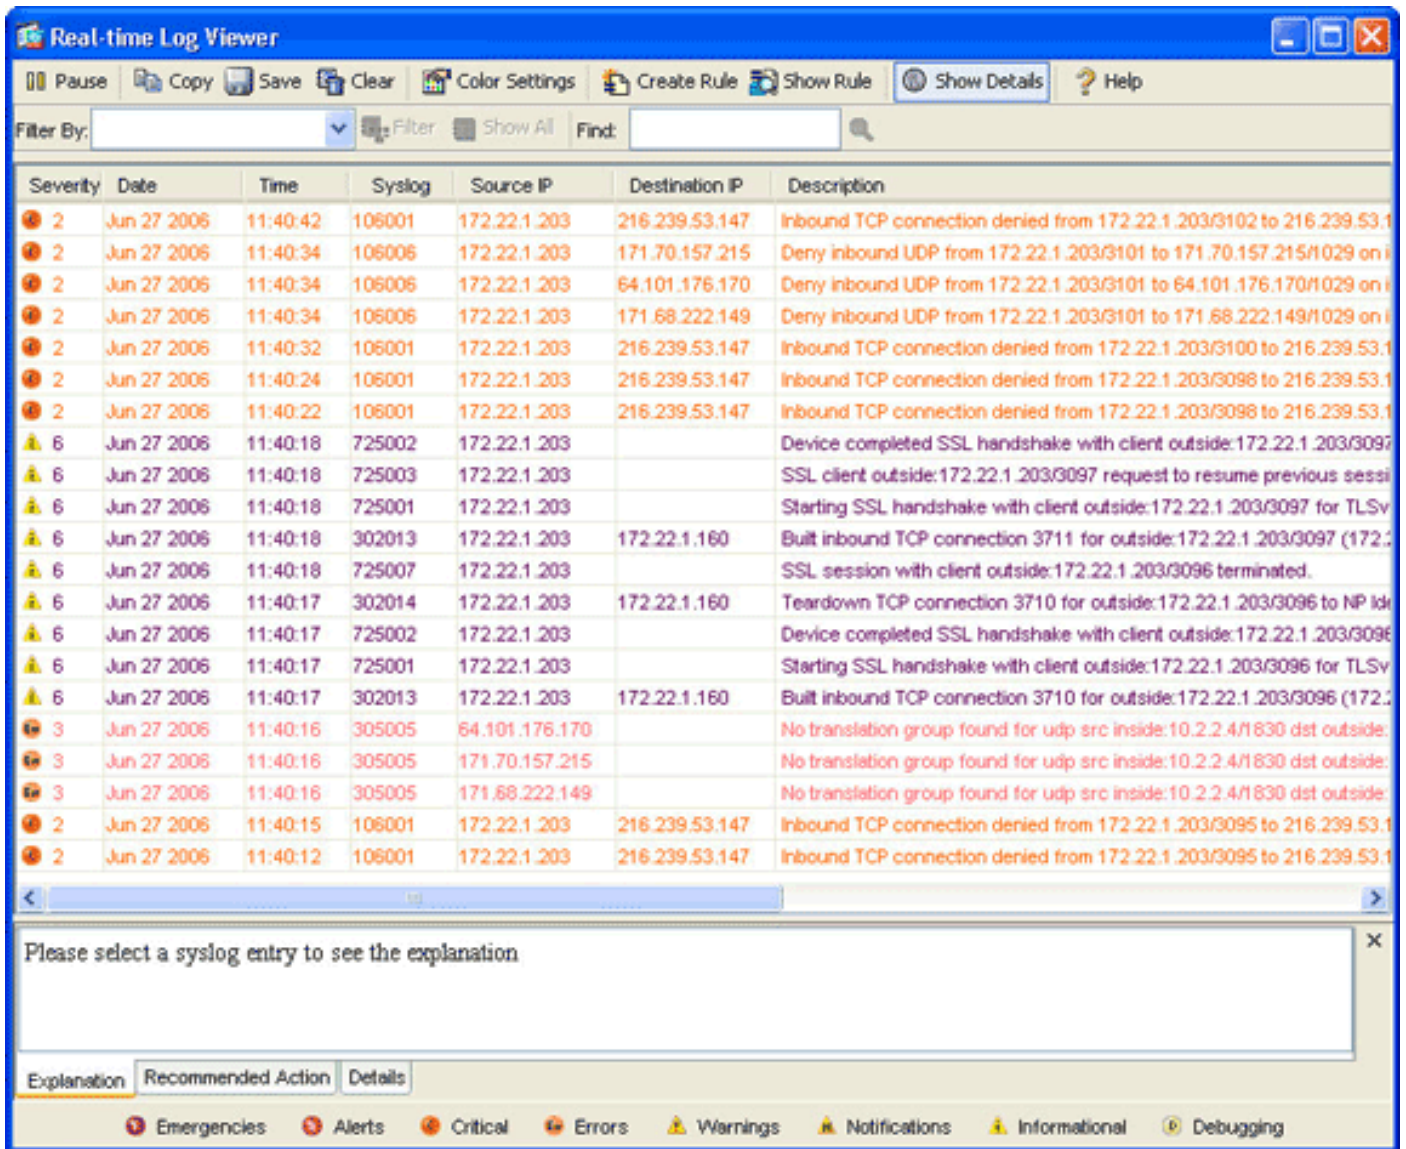 Real-time Log Viewer
Pause Copy Save Clear Color Settings Create Rule Show Rule Show Details Help
Filter By: Filter Show All Find:
Severity Date Time Syslog Source IP Destination IP Description
2 Jun 27 2006 11:40:42 106001 172.22.1.203 216.239.53.147 Inbound TCP connection denied from 172.22.1.203/3102 to 216.239.53.1
2 Jun 27 2006 11:40:34 106006 172.22.1.203 171.70.157.215 Deny inbound UDP from 172.22.1.203/3101 to 171.70.157.215/1029 on i
2 Jun 27 2006 11:40:34 106006 172.22.1.203 64.101.176.170 Deny inbound UDP from 172.22.1.203/3101 to 64.101.176.170/1029 on i
2 Jun 27 2006 11:40:34 106006 172.22.1.203 171.68.222.149 Deny inbound UDP from 172.22.1.203/3101 to 171.68.222.149/1029 on i
2 Jun 27 2006 11:40:32 106001 172.22.1.203 216.239.53.147 Inbound TCP connection denied from 172.22.1.203/3100 to 216.239.53.1
2 Jun 27 2006 11:40:24 106001 172.22.1.203 216.239.53.147 Inbound TCP connection denied from 172.22.1.203/3098 to 216.239.53.1
2 Jun 27 2006 11:40:22 106001 172.22.1.203 216.239.53.147 Inbound TCP connection denied from 172.22.1.203/3098 to 216.239.53.1
6 Jun 27 2006 11:40:18 725002 172.22.1.203 Device completed SSL handshake with client outside:172.22.1.203/3097
6 Jun 27 2006 11:40:18 725003 172.22.1.203 SSL client outside:172.22.1.203/3097 request to resume previous sessi
6 Jun 27 2006 11:40:18 725001 172.22.1.203 Starting SSL handshake with client outside:172.22.1.203/3097 for TLSv
6 Jun 27 2006 11:40:18 302013 172.22.1.203 172.22.1.160 Built inbound TCP connection 3711 for outside:172.22.1.203/3097 (172.2
6 Jun 27 2006 11:40:18 725007 172.22.1.203 SSL session with client outside:172.22.1.203/3096 terminated.
6 Jun 27 2006 11:40:17 302014 172.22.1.203 172.22.1.160 Teardown TCP connection 3710 for outside:172.22.1.203/3096 to NP Ide
6 Jun 27 2006 11:40:17 725002 172.22.1.203 Device completed SSL handshake with client outside:172.22.1.203/3096
6 Jun 27 2006 11:40:17 725001 172.22.1.203 Starting SSL handshake with client outside:172.22.1.203/3096 for TLSv
6 Jun 27 2006 11:40:17 302013 172.22.1.203 172.22.1.160 Built inbound TCP connection 3710 for outside:172.22.1.203/3096 (172.2
3 Jun 27 2006 11:40:16 305005 64.101.176.170 No translation group found for udp src inside:10.2.2.4/1830 dst outside:
3 Jun 27 2006 11:40:16 305005 171.70.157.215 No translation group found for udp src inside:10.2.2.4/1830 dst outside:
3 Jun 27 2006 11:40:16 305005 171.68.222.149 No translation group found for udp src inside:10.2.2.4/1830 dst outside:
2 Jun 27 2006 11:40:15 106001 172.22.1.203 216.239.53.147 Inbound TCP connection denied from 172.22.1.203/3095 to 216.239.53.1
2 Jun 27 2006 11:40:12 106001 172.22.1.203 216.239.53.147 Inbound TCP connection denied from 172.22.1.203/3095 to 216.239.53.1
Please select a syslog entry to see the explanation
Explanation Recommended Action Details
Emergencies Alerts Critical Errors Warnings Notifications Informational Debugging